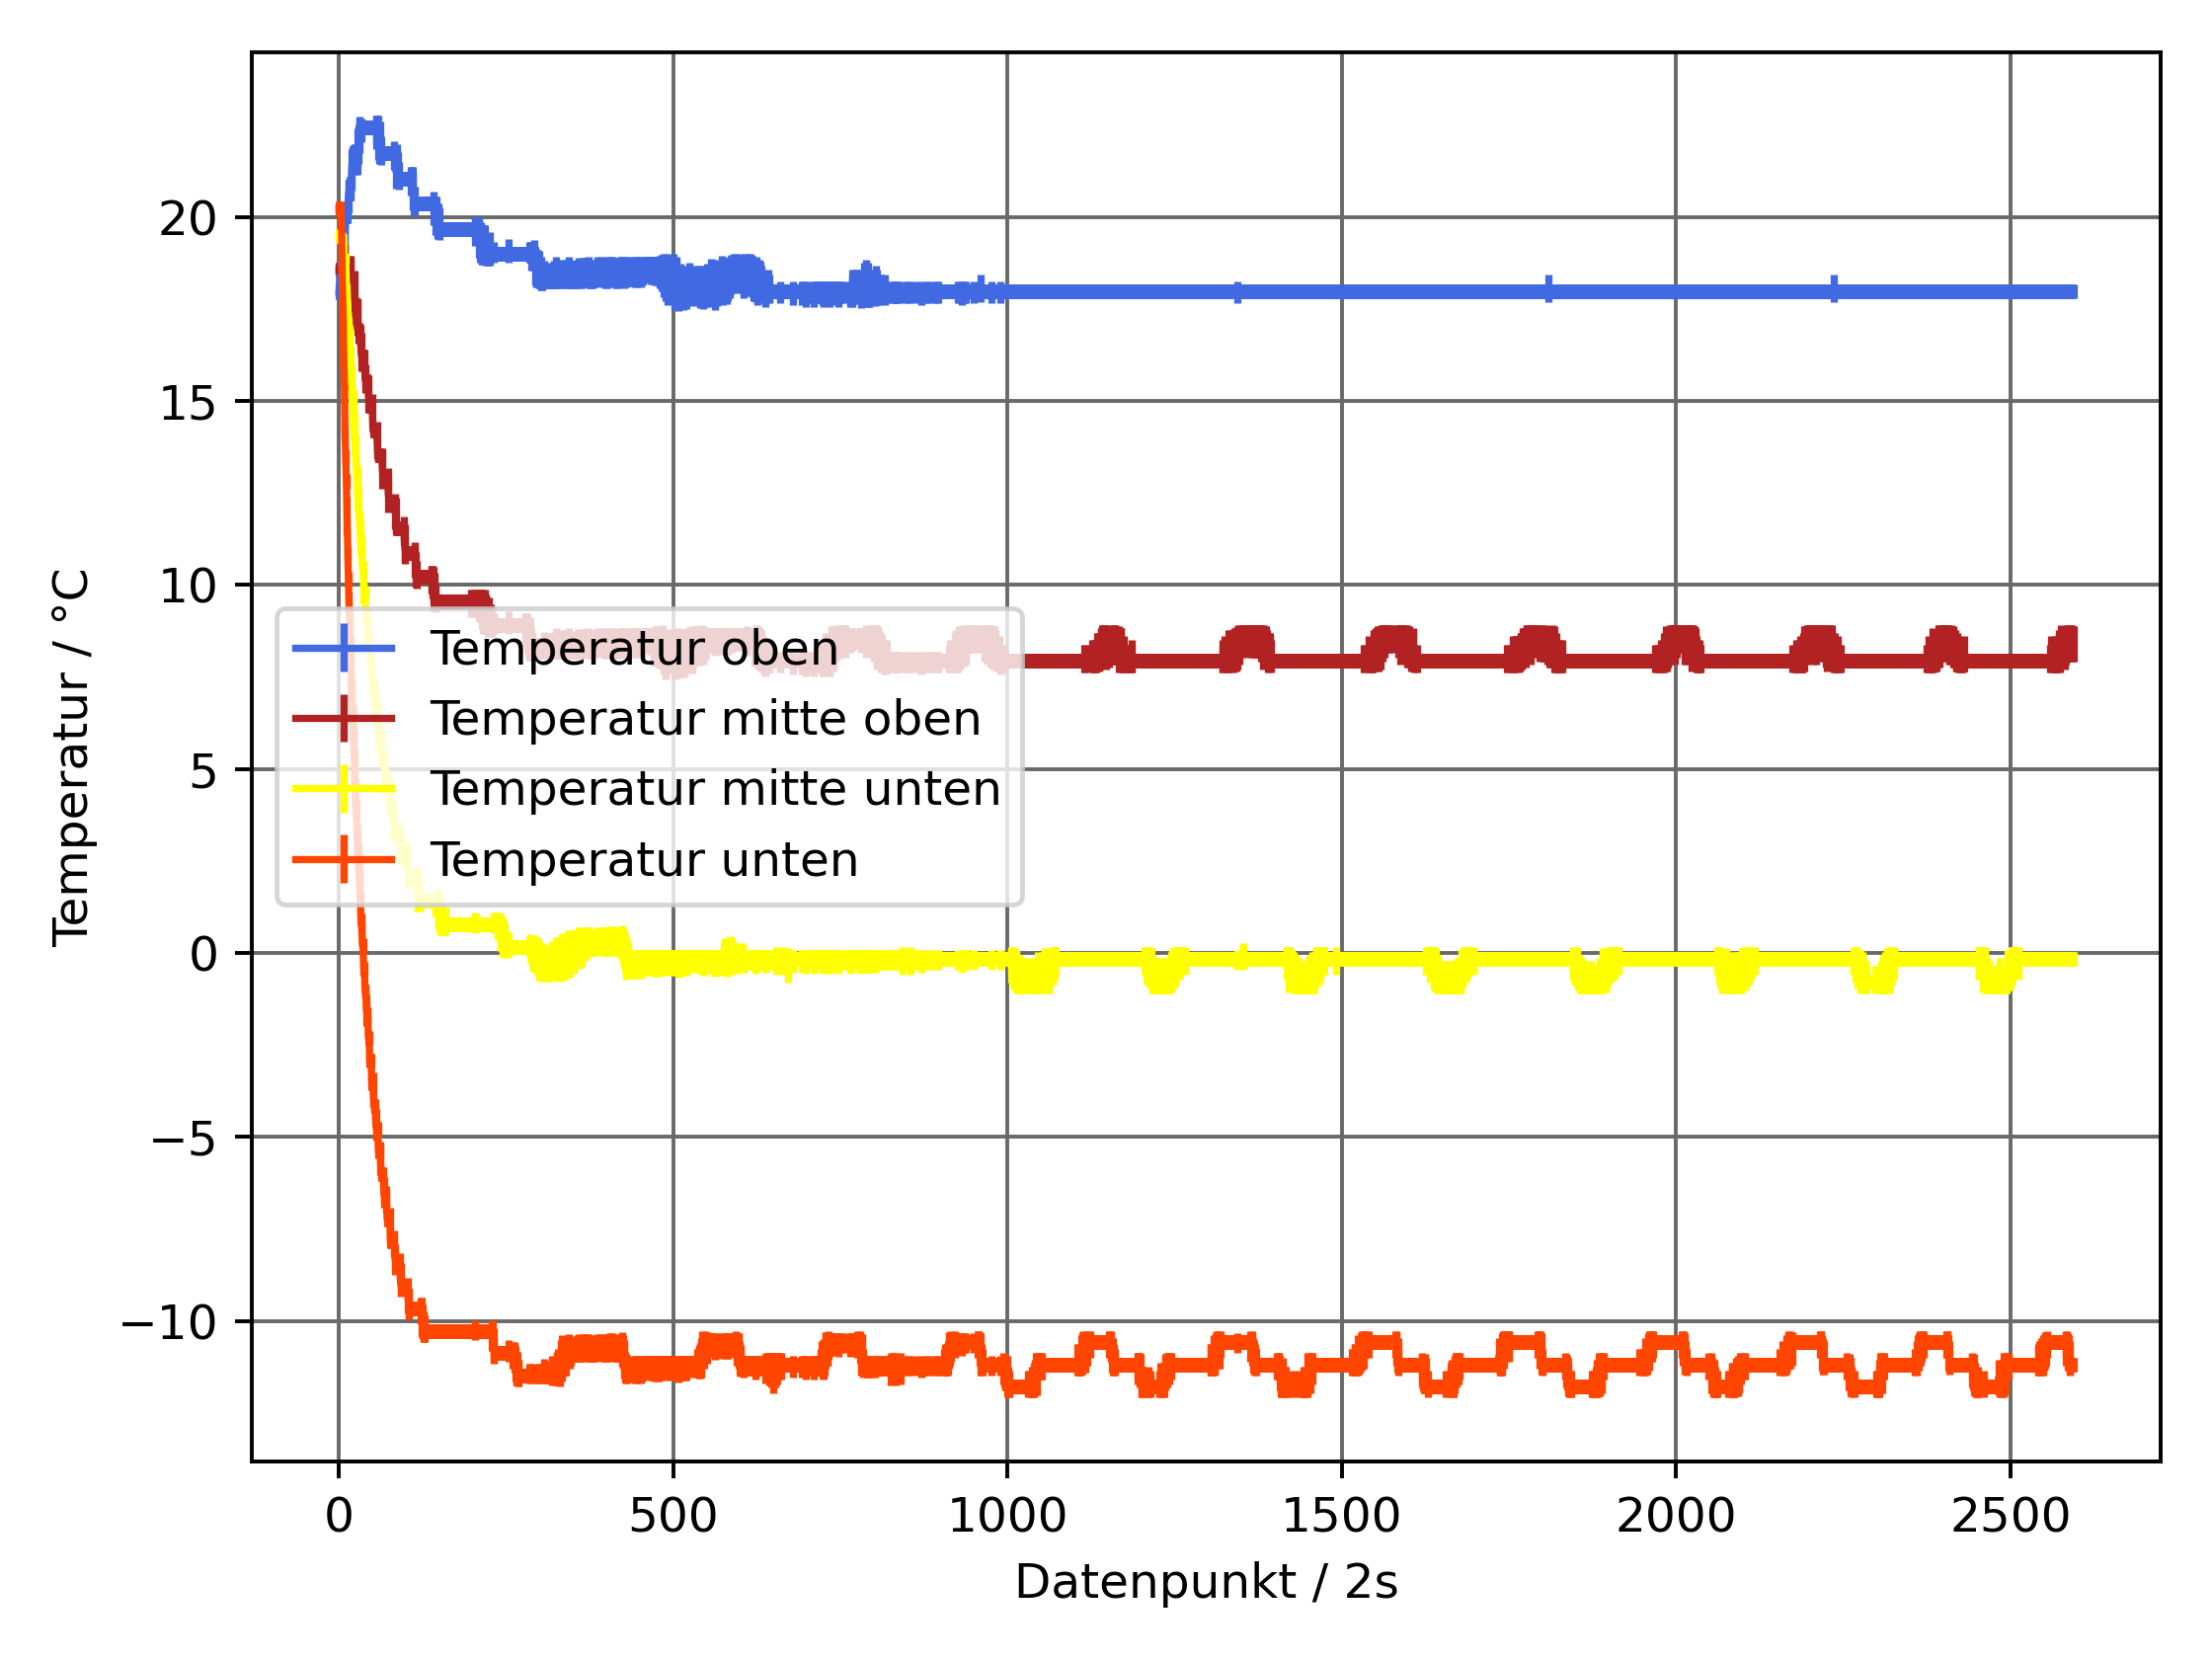 Temperatur / °C
20
15
10
5
0
−5
−10
Temperatur oben
Temperatur mitte oben
Temperatur mitte unten
Temperatur unten
0 500 1000 1500 2000 2500
Datenpunkt / 2s